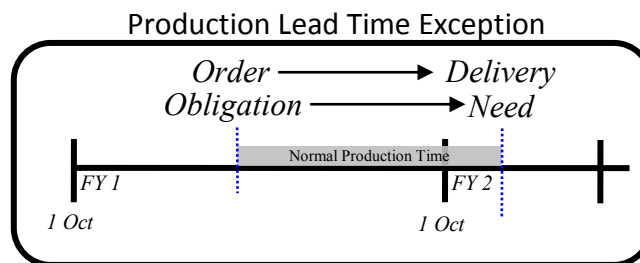 Production Lead Time Exception
Order Delivery
Obligation Need
Normal Production Time
FY 1 FY 2
1 Oct 1 Oct